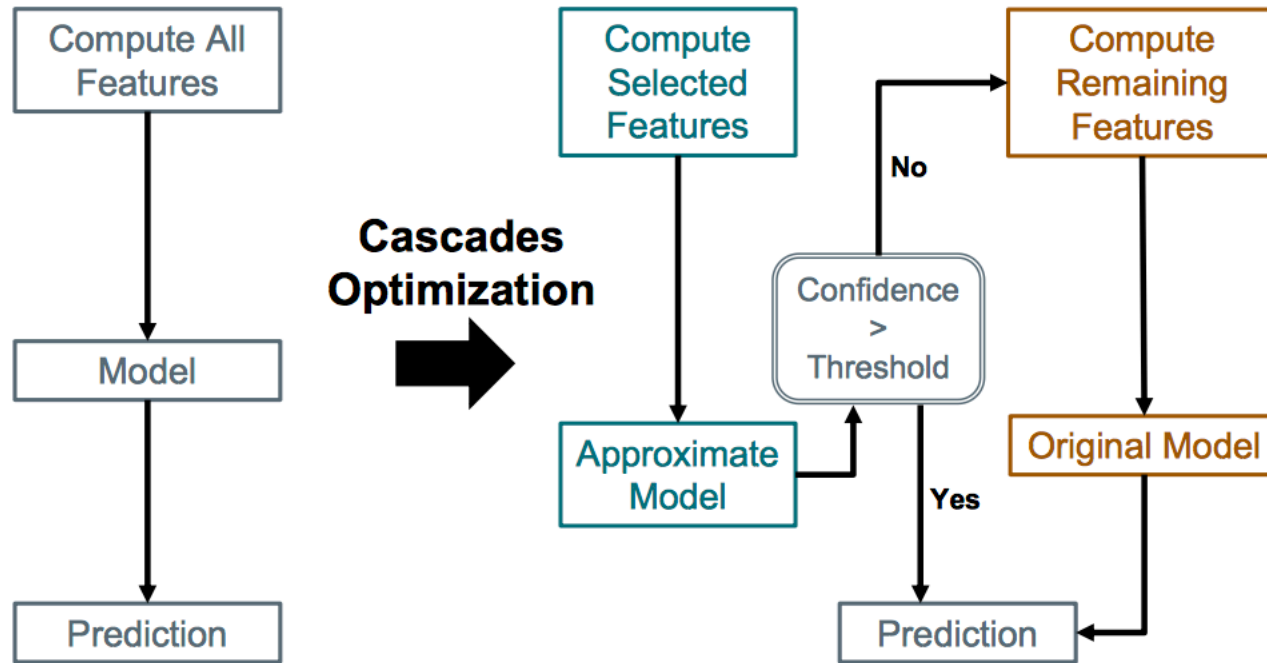 Compute All
Features
Model
Prediction
Cascades
Optimization
Compute
Selected
Features
Approximate
Model
Confidence
>
Threshold
No
Yes
Compute
Remaining
Features
Original Model
Prediction